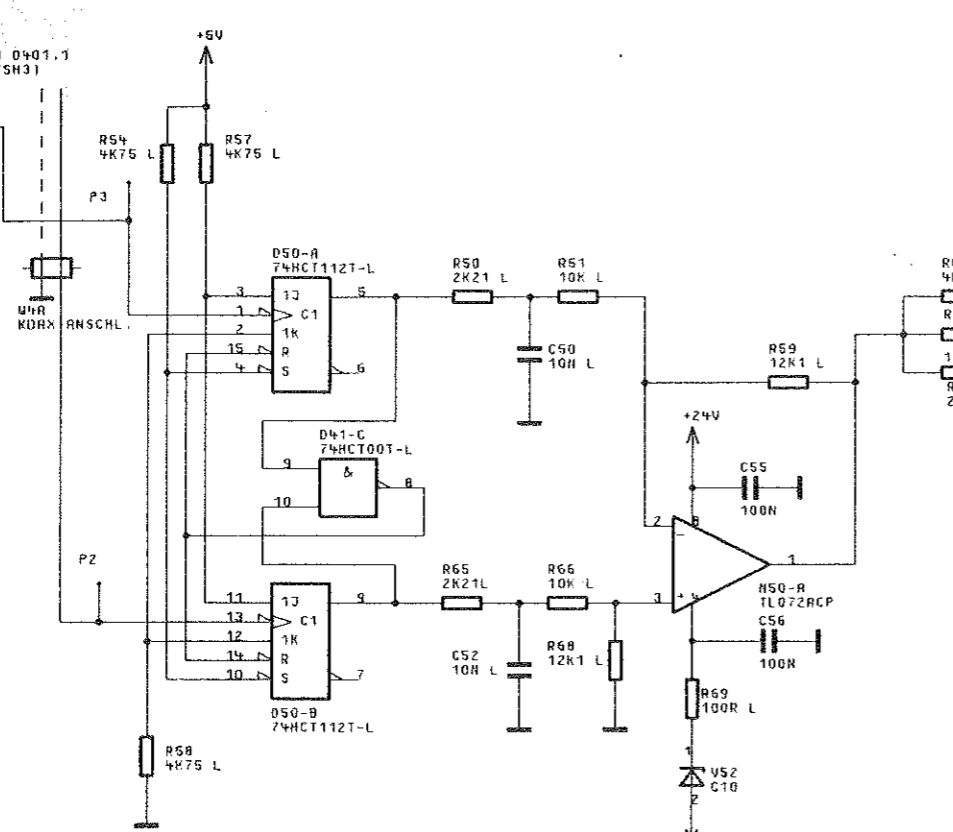 +5V
0401.1
SH3)
R54
4K75 L
R57
4K75 L
P3
W4A
KOAX ANSCHL.
D50-A
74HCT112T-L
3
1J
5
1
C1
2
1K
15
R
4
S
6
R50
2K21 L
R51
10K L
C50
10N L
R59
12K1 L
+24V
C55
100N
D41-C
74HCT00T-L
9
&
8
10
P2
11
1J
9
13
C1
12
1K
14
R
10
S
7
D50-B
74HCT112T-L
R65
2K21L
R66
10K L
C52
10N L
R68
12K1 L
2
-
8
1
3
+
4
N50-A
TL072ACP
C56
100N
R69
100R L
1
V52
C10
2
R58
4K75 L